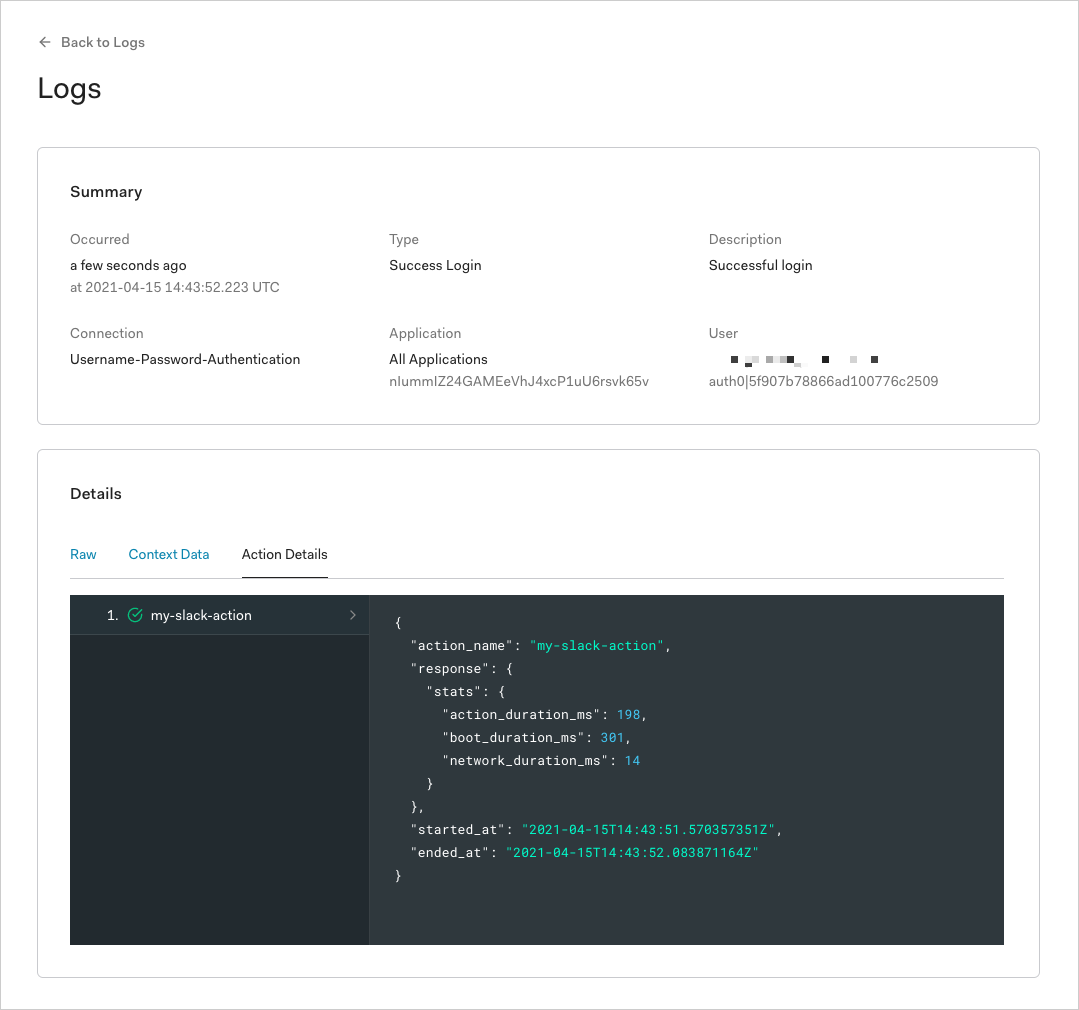 Back to Logs
Logs
Summary
Occurred
a few seconds ago
at 2021-04-15 14:43:52.223 UTC
Type
Success Login
Description
Successful login
Connection
Username-Password-Authentication
Application
All Applications
nIummIZ24GAMEeVhJ4xcP1uU6rsvk65v
User
auth0|5f907b78866ad100776c2509
Details
Raw Context Data Action Details
1. my-slack-action
{
"action_name": "my-slack-action",
"response": {
"stats": {
"action_duration_ms": 198,
"boot_duration_ms": 301,
"network_duration_ms": 14
}
},
"started_at": "2021-04-15T14:43:51.570357351Z",
"ended_at": "2021-04-15T14:43:52.083871164Z"
}